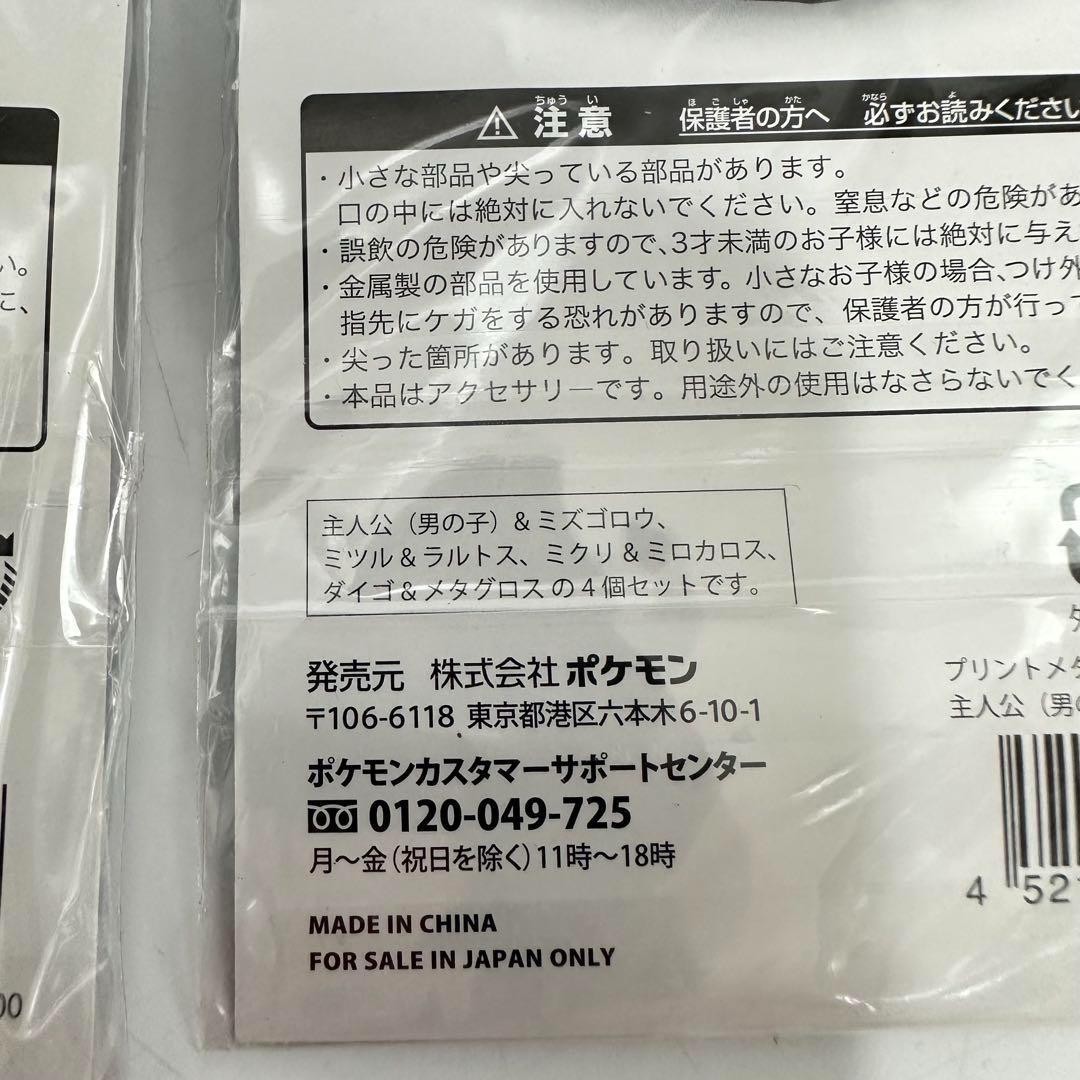 ⚠ 注意 保護者の方へ 必ずお読みください
・小さな部品や尖っている部品があります。
口の中には絶対に入れないでください。窒息などの危険があ
・誤飲の危険がありますので、3才未満のお子様には絶対に与え
・金属製の部品を使用しています。小さなお子様の場合、つけ外
指先にケガをする恐れがありますので、保護者の方が行って
・尖った箇所があります。取り扱いにはご注意ください。
・本品はアクセサリーです。用途外の使用はなさらないでく
い。
こ、
主人公（男の子）&ミズゴロウ、
ミツル&ラルトス、ミクリ&ミロカロス、
ダイゴ&メタグロスの4個セットです。
発売元 株式会社ポケモン
〒106-6118 東京都港区六本木6-10-1
ポケモンカスタマーサポートセンター
0120-049-725
月〜金（祝日を除く）11時〜18時
MADE IN CHINA
FOR SALE IN JAPAN ONLY
プリントメタ
主人公（男の
4 521
00